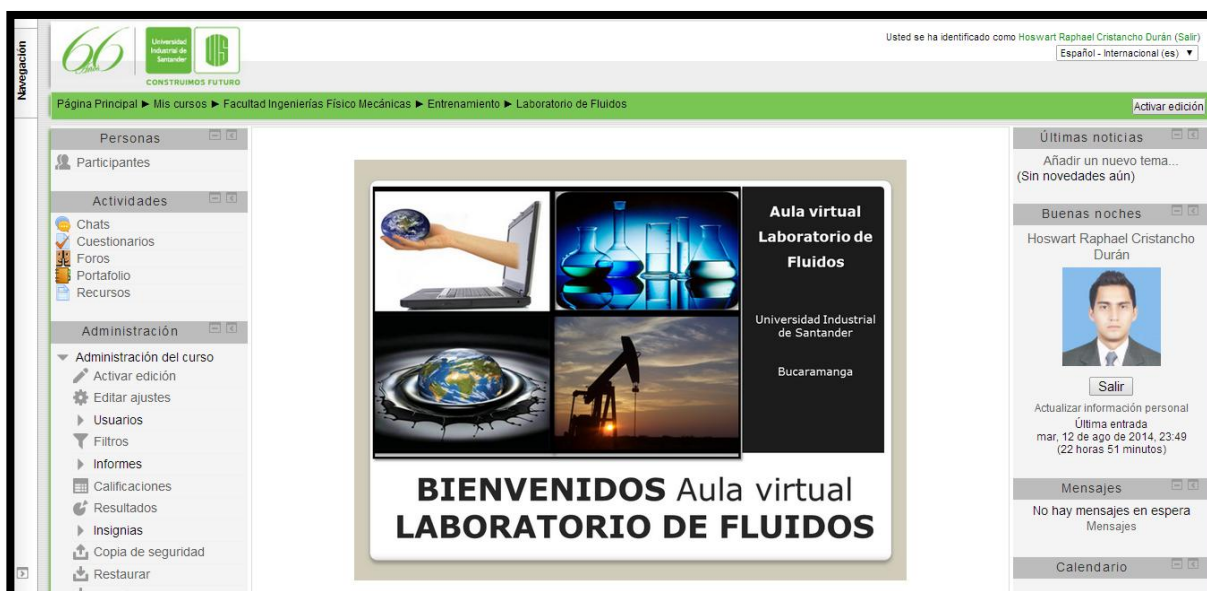 Navegación
66
Universidad
Industrial de
Santander
UIS
CONSTRUIMOS FUTURO
Usted se ha identificado como Hoswart Raphael Cristancho Durán (Salir)
Español - Internacional (es) ▼
Página Principal ► Mis cursos ► Facultad Ingenierías Físico Mecánicas ► Entrenamiento ► Laboratorio de Fluidos
Activar edición
Personas
Participantes
Actividades
Chats
Cuestionarios
Foros
Portafolio
Recursos
Administración
Administración del curso
Activar edición
Editar ajustes
Usuarios
Filtros
Informes
Calificaciones
Resultados
Insignias
Copia de seguridad
Restaurar
Aula virtual
Laboratorio de
Fluidos
Universidad Industrial
de Santander
Bucaramanga
BIENVENIDOS Aula virtual
LABORATORIO DE FLUIDOS
Últimas noticias
Añadir un nuevo tema...
(Sin novedades aún)
Buenas noches
Hoswart Raphael Cristancho
Durán
Salir
Actualizar información personal
Última entrada
mar, 12 de ago de 2014, 23:49
(22 horas 51 minutos)
Mensajes
No hay mensajes en espera
Mensajes
Calendario